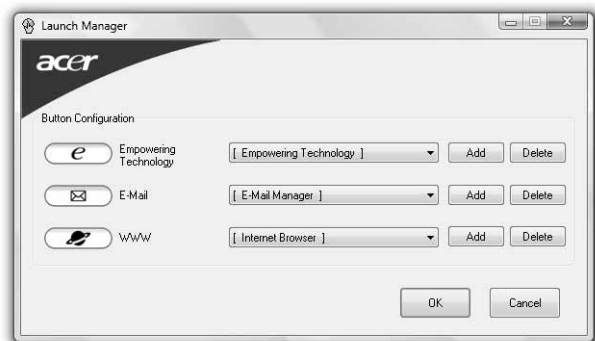 Launch Manager
acer
Button Configuration
e Empowering Technology [ Empowering Technology ] Add Delete
E-Mail [ E-Mail Manager ] Add Delete
WWW [ Internet Browser ] Add Delete
OK Cancel